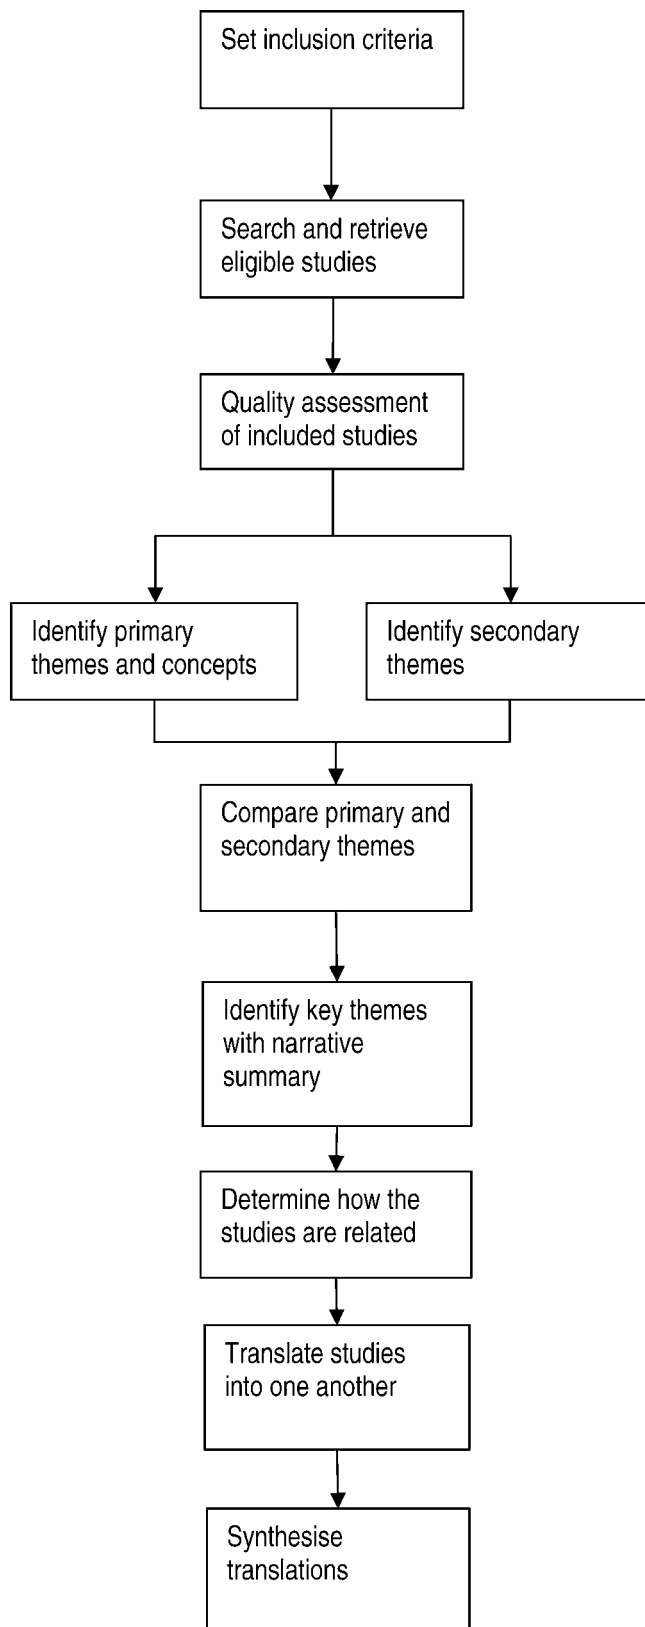 Set inclusion criteria
Search and retrieve
eligible studies
Quality assessment
of included studies
Identify primary
themes and concepts
Identify secondary
themes
Compare primary and
secondary themes
Identify key themes
with narrative
summary
Determine how the
studies are related
Translate studies
into one another
Synthesise
translations